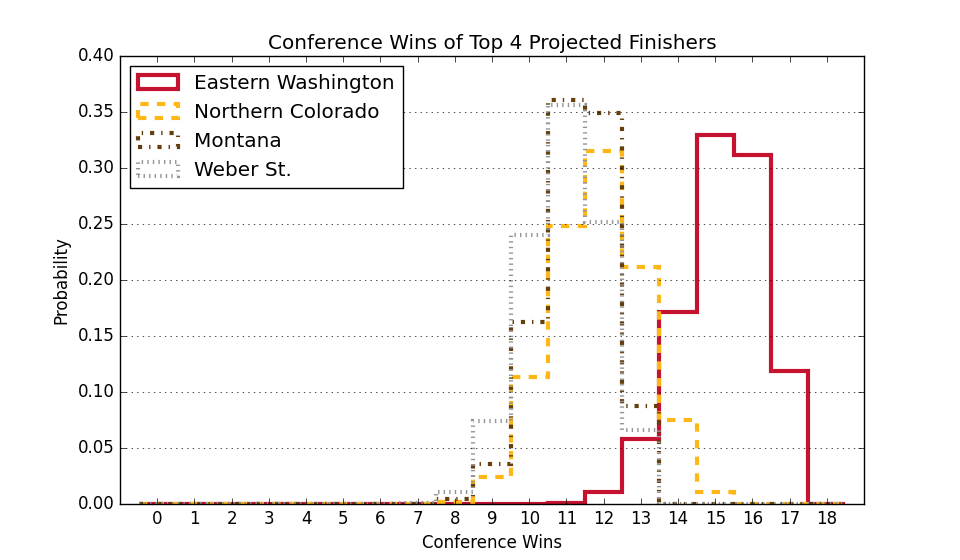 Conference Wins of Top 4 Projected Finishers
0.40
0.35
0.30
0.25
0.20
0.15
0.10
0.05
0.00
Probability
Eastern Washington
Northern Colorado
Montana
Weber St.
0 1 2 3 4 5 6 7 8 9 10 11 12 13 14 15 16 17 18
Conference Wins